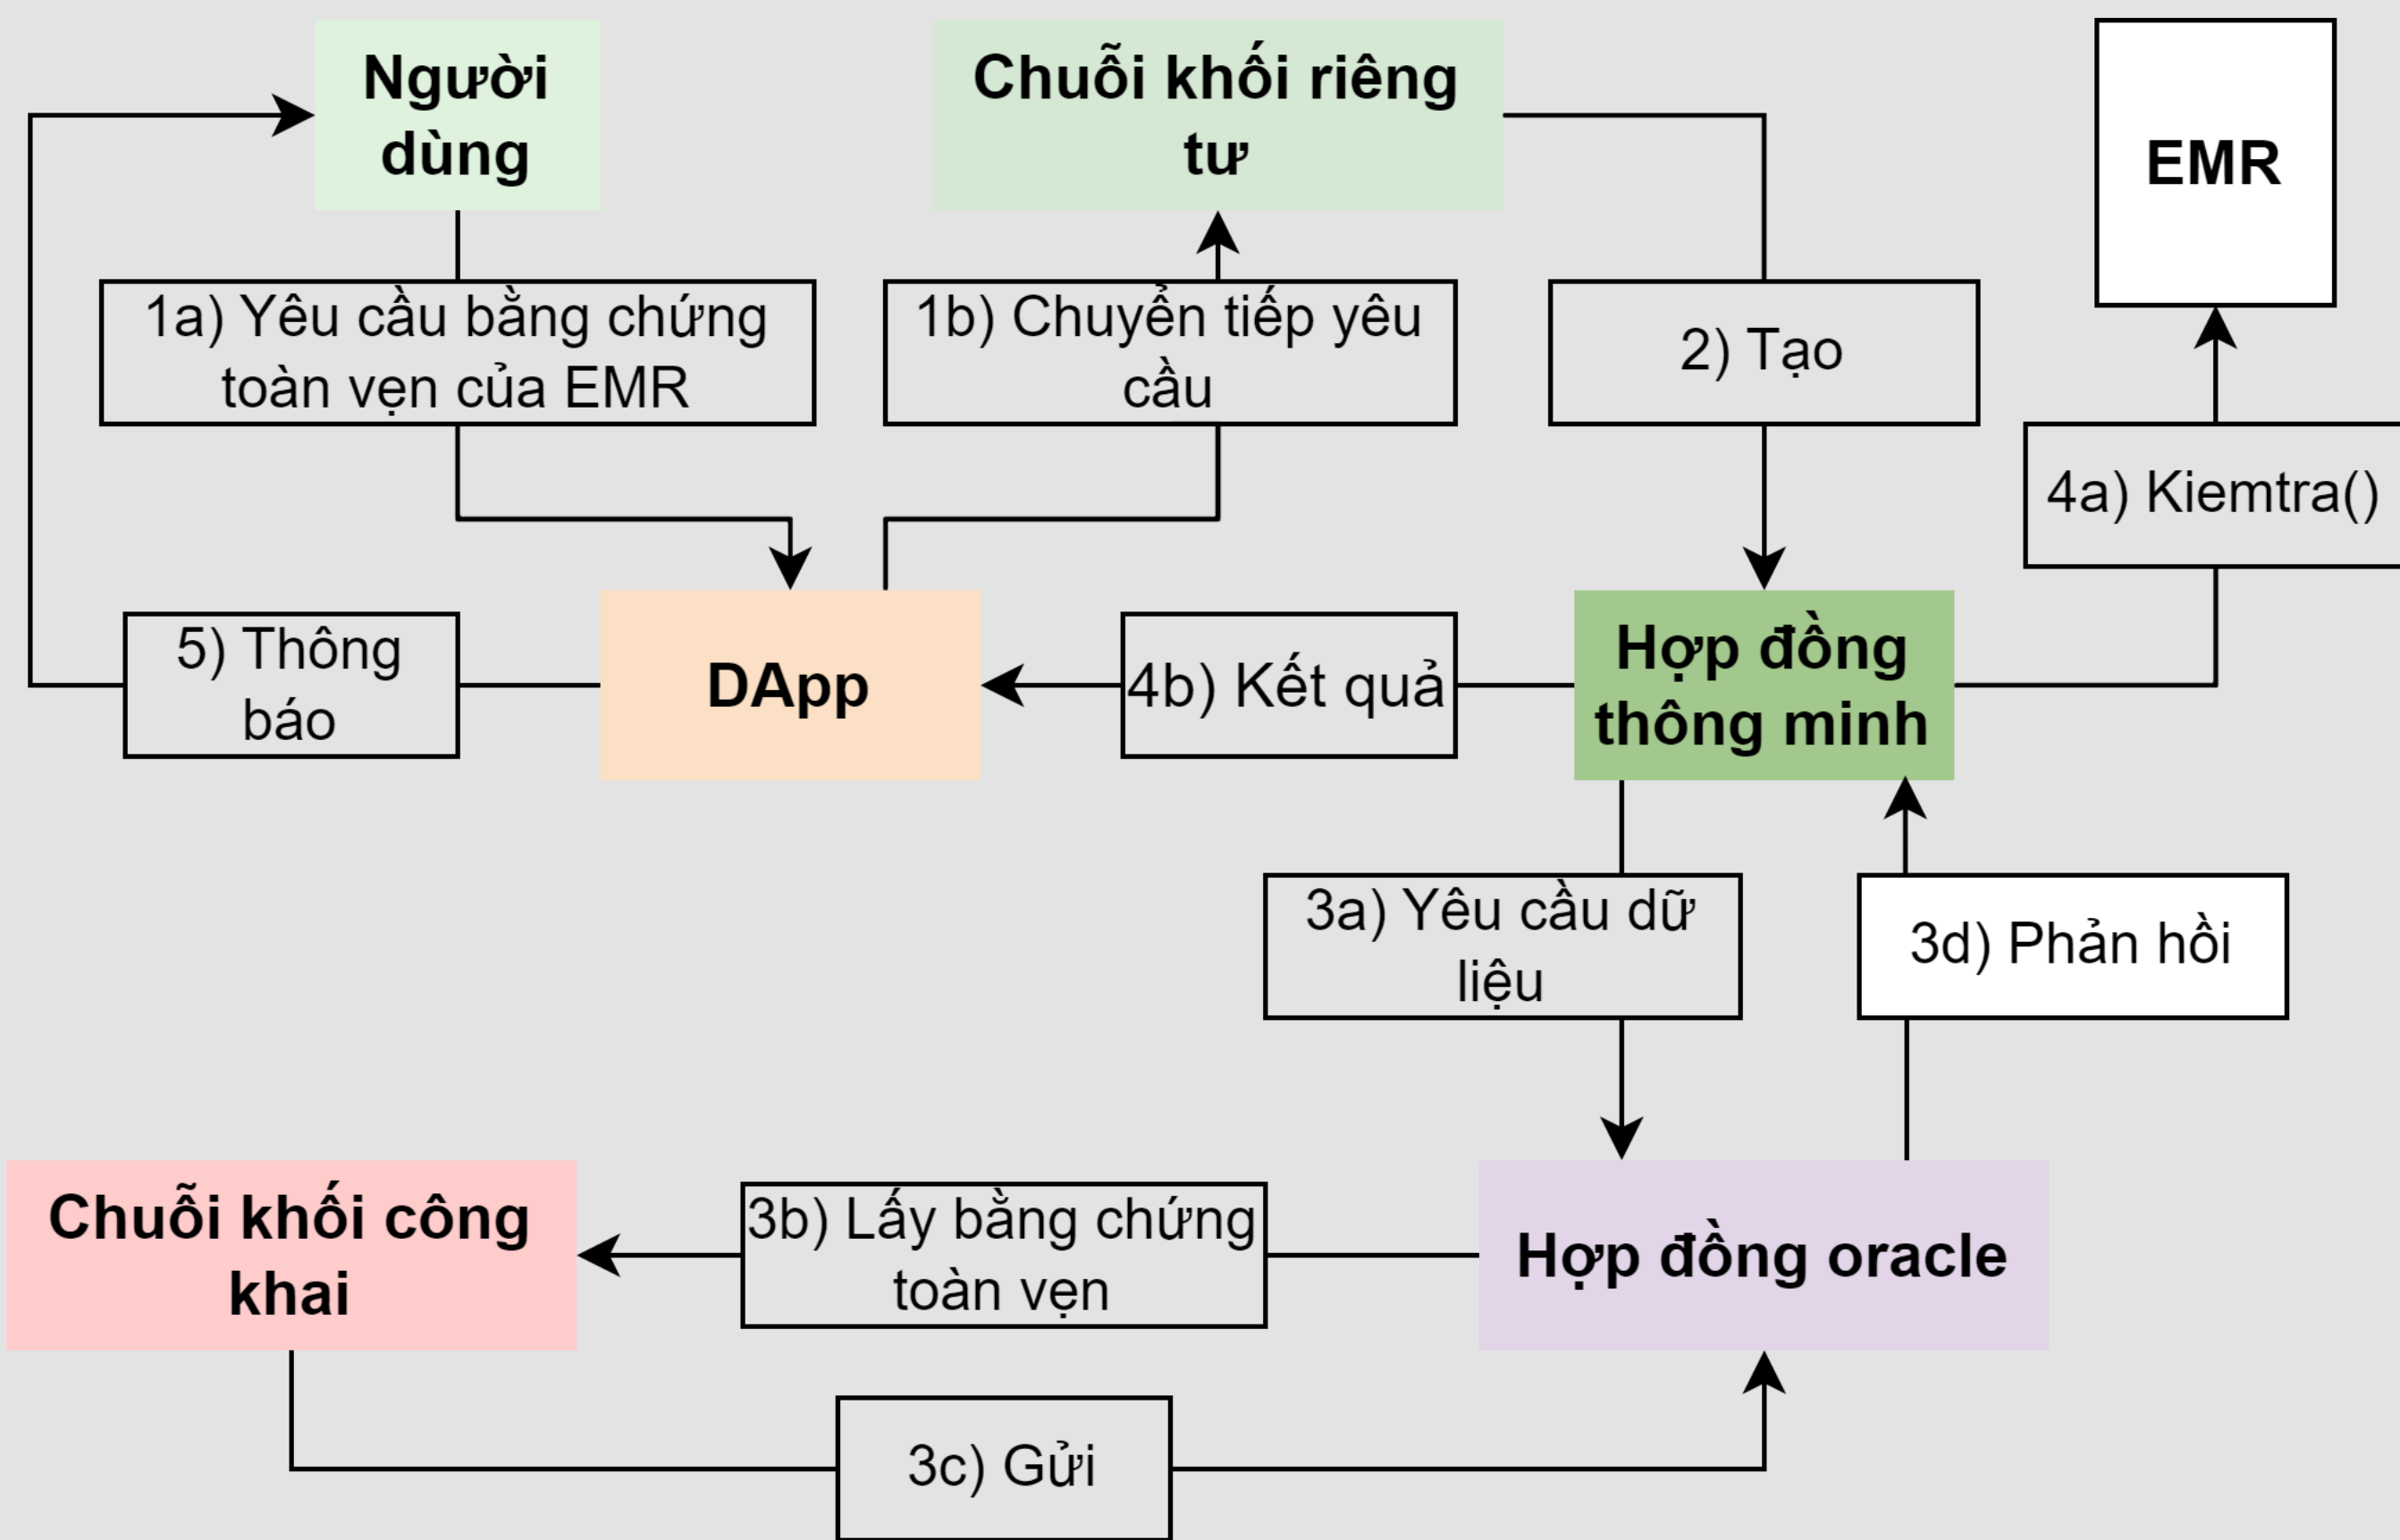 Người
dùng
Chuỗi khối riêng
tư
EMR
1a) Yêu cầu bằng chứng
toàn vẹn của EMR
1b) Chuyển tiếp yêu
cầu
2) Tạo
4a) Kiemtra()
5) Thông
báo
DApp
4b) Kết quả
Hợp đồng
thông minh
3a) Yêu cầu dữ
liệu
3d) Phản hồi
Chuỗi khối công
khai
3b) Lấy bằng chứng
toàn vẹn
Hợp đồng oracle
3c) Gửi